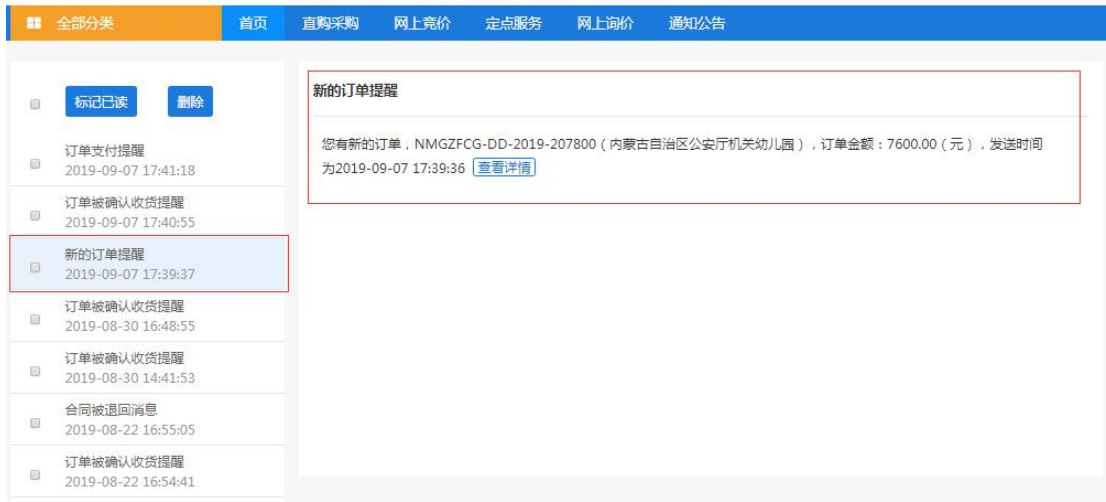 全部分类
首页
直购采购
网上竞价
定点服务
网上询价
通知公告
标记已读
删除
订单支付提醒
2019-09-07 17:41:18
订单被确认收货提醒
2019-09-07 17:40:55
新的订单提醒
2019-09-07 17:39:37
订单被确认收货提醒
2019-08-30 16:48:55
订单被确认收货提醒
2019-08-30 14:41:53
合同被退回消息
2019-08-22 16:55:05
订单被确认收货提醒
2019-08-22 16:54:41
新的订单提醒
您有新的订单，NMGZFCG-DD-2019-207800（内蒙古自治区公安厅机关幼儿园），订单金额：7600.00（元），发送时间
为2019-09-07 17:39:36 查看详情